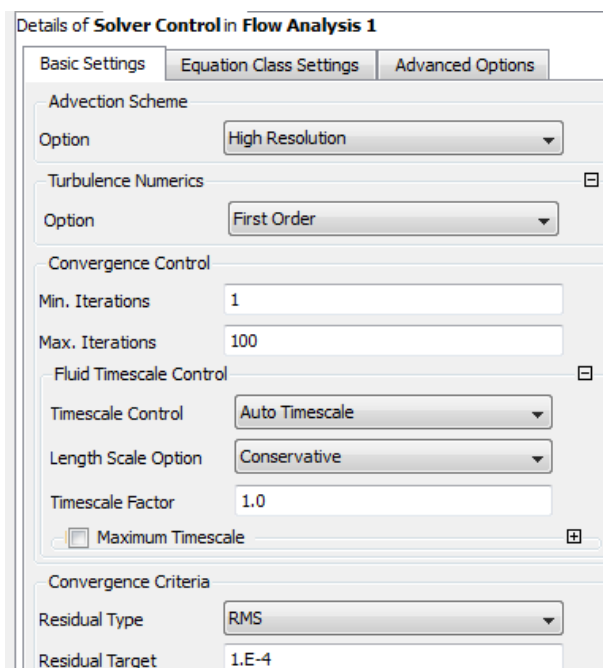 Details of Solver Control in Flow Analysis 1
Basic Settings Equation Class Settings Advanced Options
Advection Scheme
Option High Resolution
Turbulence Numerics
Option First Order
Convergence Control
Min. Iterations 1
Max. Iterations 100
Fluid Timescale Control
Timescale Control Auto Timescale
Length Scale Option Conservative
Timescale Factor 1.0
Maximum Timescale
Convergence Criteria
Residual Type RMS
Residual Target 1.E-4